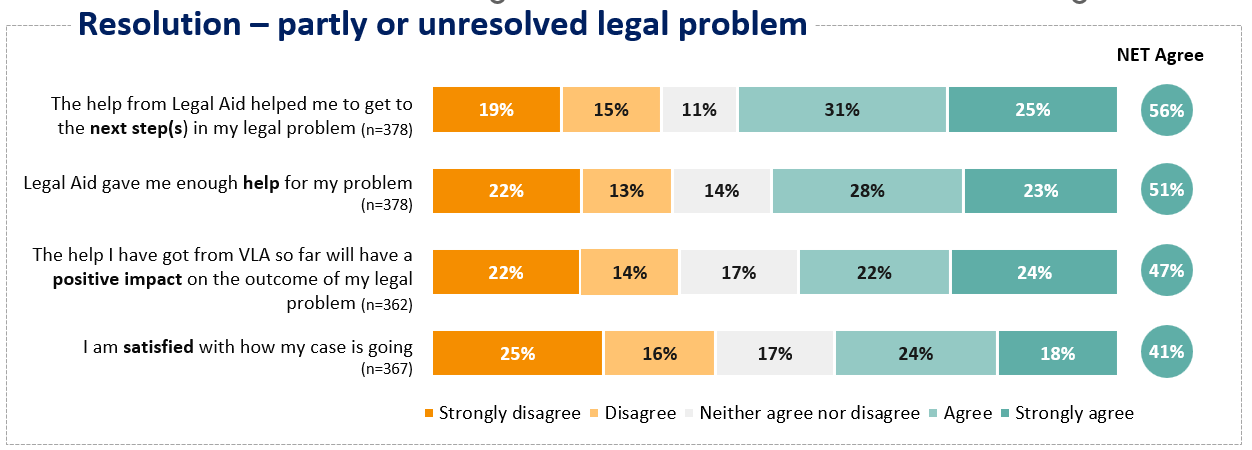 Resolution – partly or unresolved legal problem
NET Agree
The help from Legal Aid helped me to get to
the next step(s) in my legal problem (n=378)
19% 15% 11% 31% 25% 56%
Legal Aid gave me enough help for my problem
(n=378)
22% 13% 14% 28% 23% 51%
The help I have got from VLA so far will have a
positive impact on the outcome of my legal
problem (n=362)
22% 14% 17% 22% 24% 47%
I am satisfied with how my case is going
(n=367)
25% 16% 17% 24% 18% 41%
Strongly disagree Disagree Neither agree nor disagree Agree Strongly agree